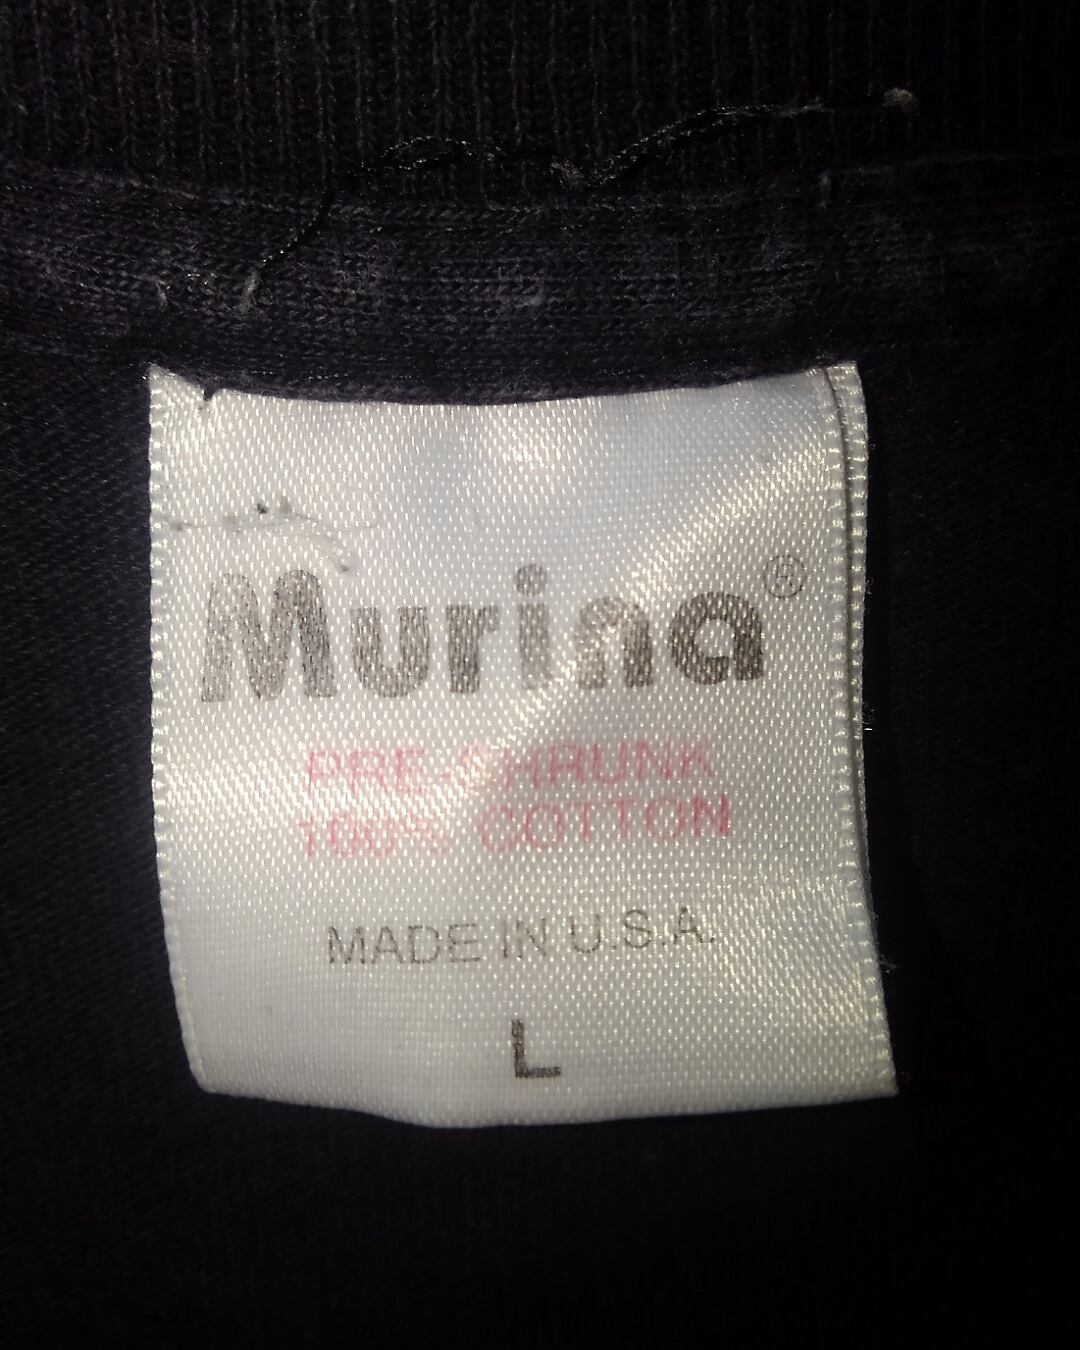 Murina®
PRE-SHRUNK
100% COTTON
MADE IN U.S.A.
L